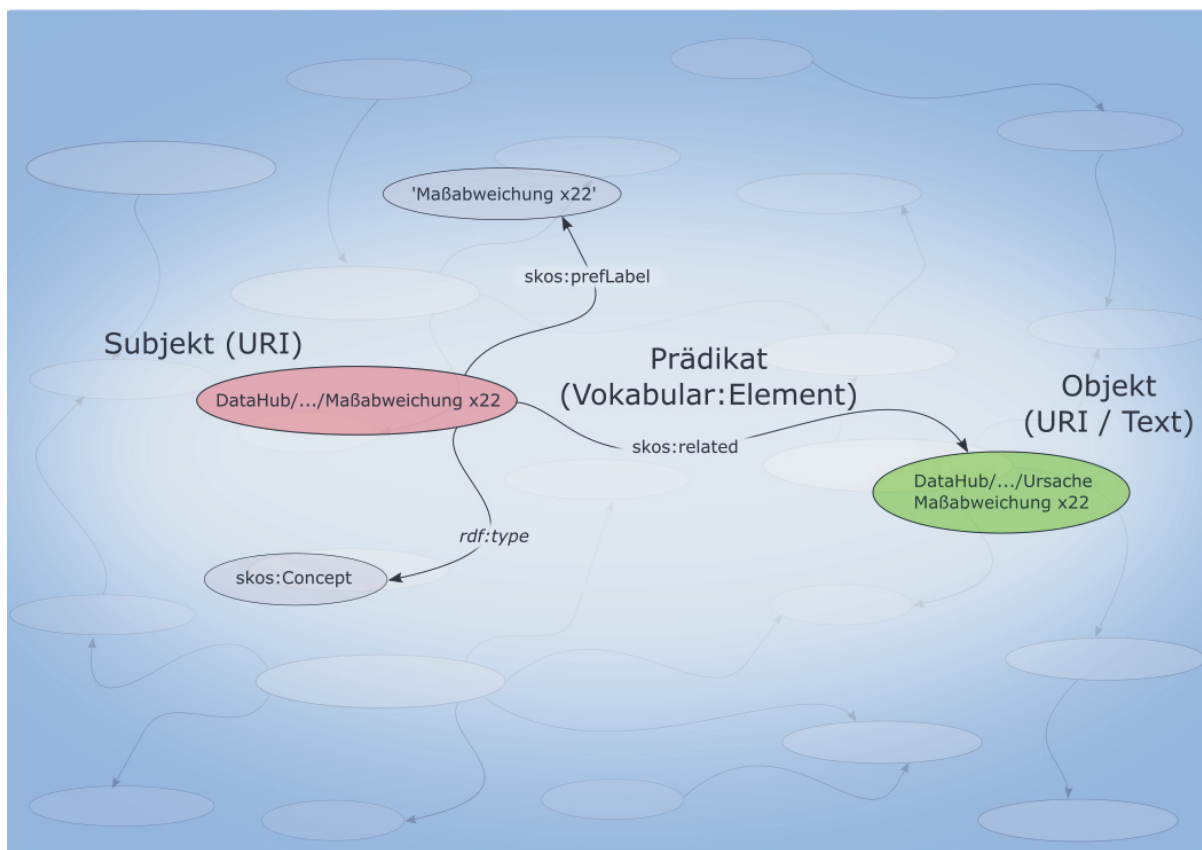 'Maßabweichung x22'
skos:prefLabel
Subjekt (URI)
DataHub/.../Maßabweichung x22
Prädikat
(Vokabular:Element)
skos:related
Objekt
(URI / Text)
DataHub/.../Ursache
Maßabweichung x22
rdf:type
skos:Concept